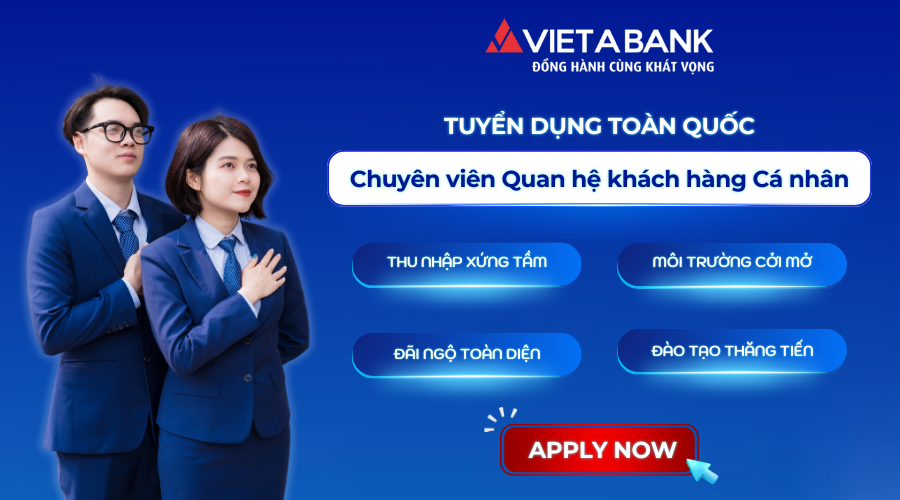 VIETABANK
ĐỒNG HÀNH CÙNG KHÁT VỌNG
TUYỂN DỤNG TOÀN QUỐC
Chuyên viên Quan hệ khách hàng Cá nhân
THU NHẬP XỨNG TẦM
MÔI TRƯỜNG CỞI MỞ
ĐÃI NGỘ TOÀN DIỆN
ĐÀO TẠO THĂNG TIẾN
APPLY NOW